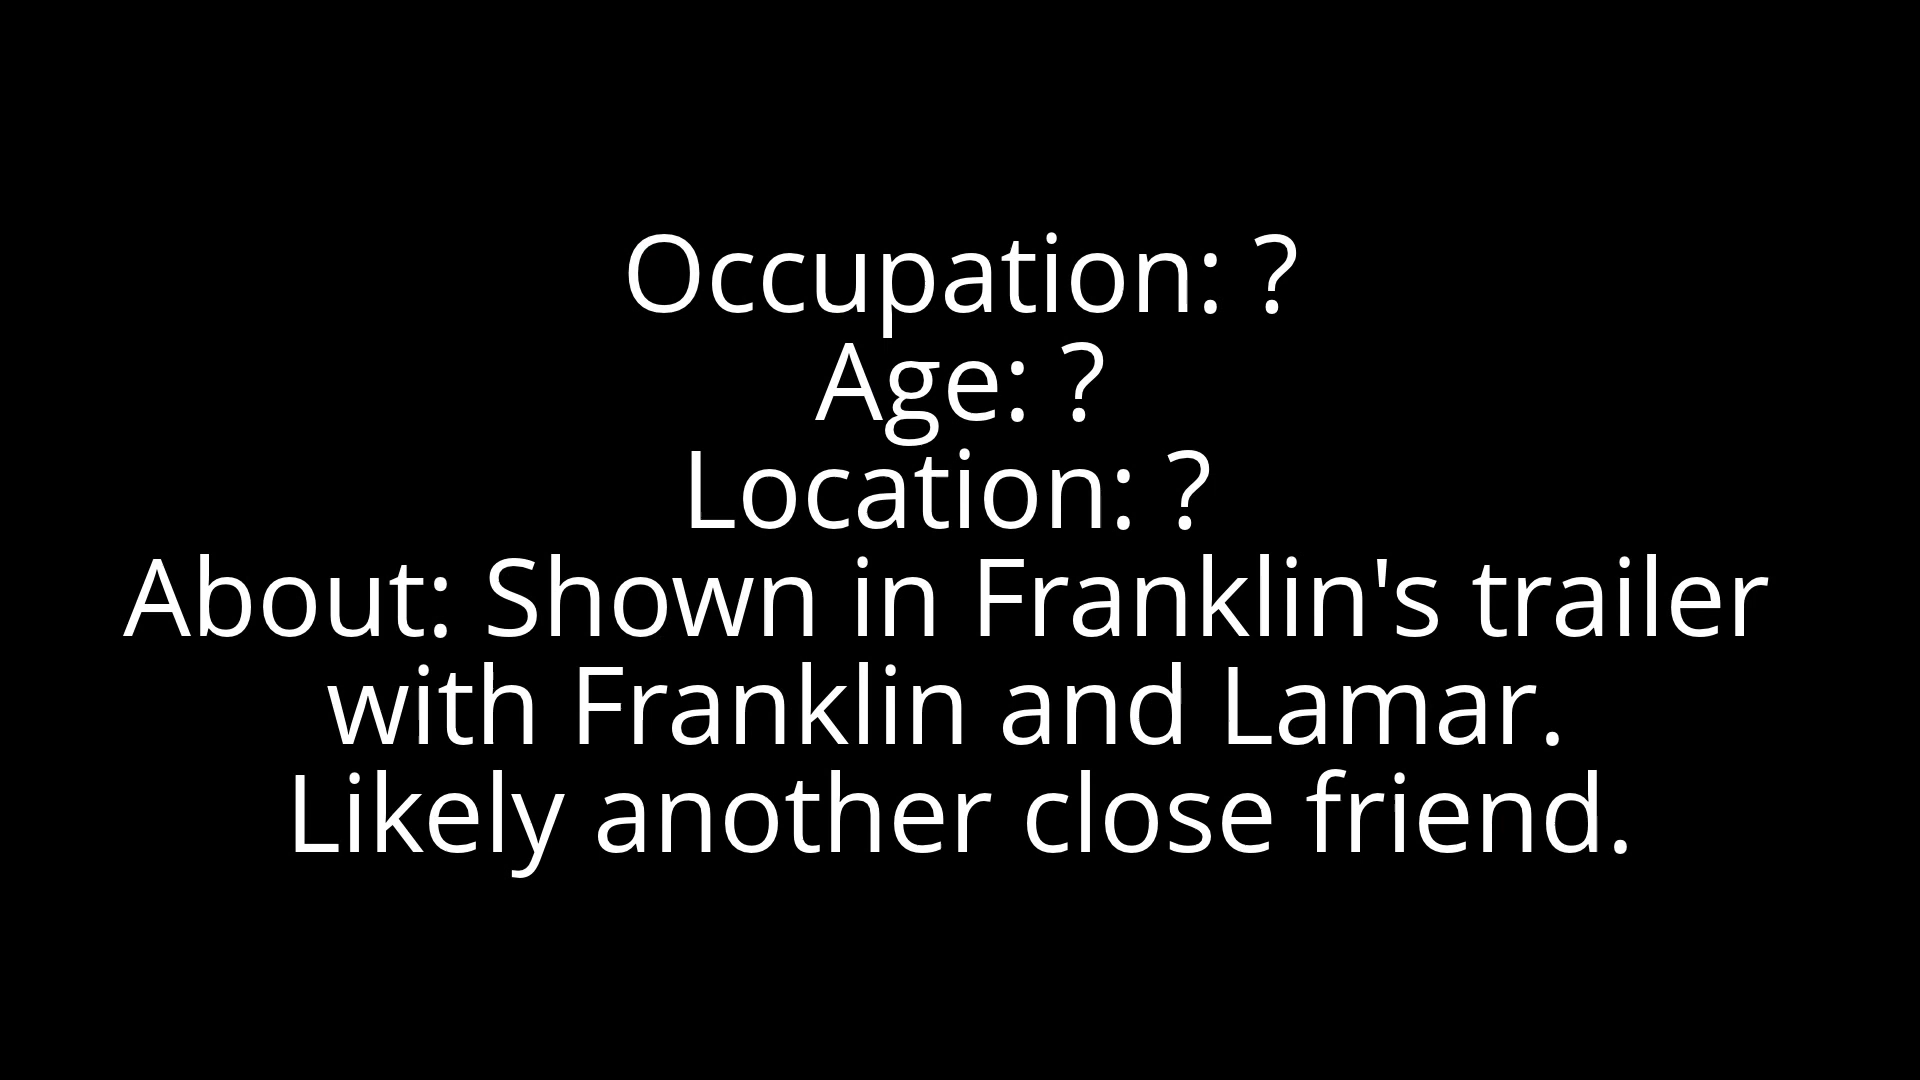 Occupation: ?
Age: ?
Location: ?
About: Shown in Franklin's trailer
with Franklin and Lamar.
Likely another close friend.